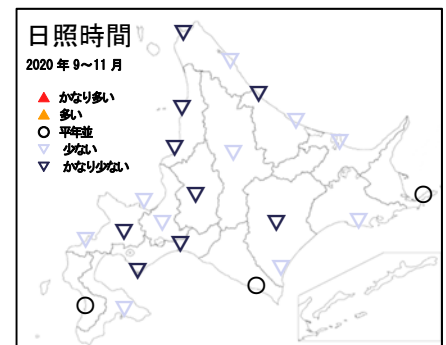 日照時間
2020 年 9～11 月
かなり多い
多い
平年並
少ない
かなり少ない